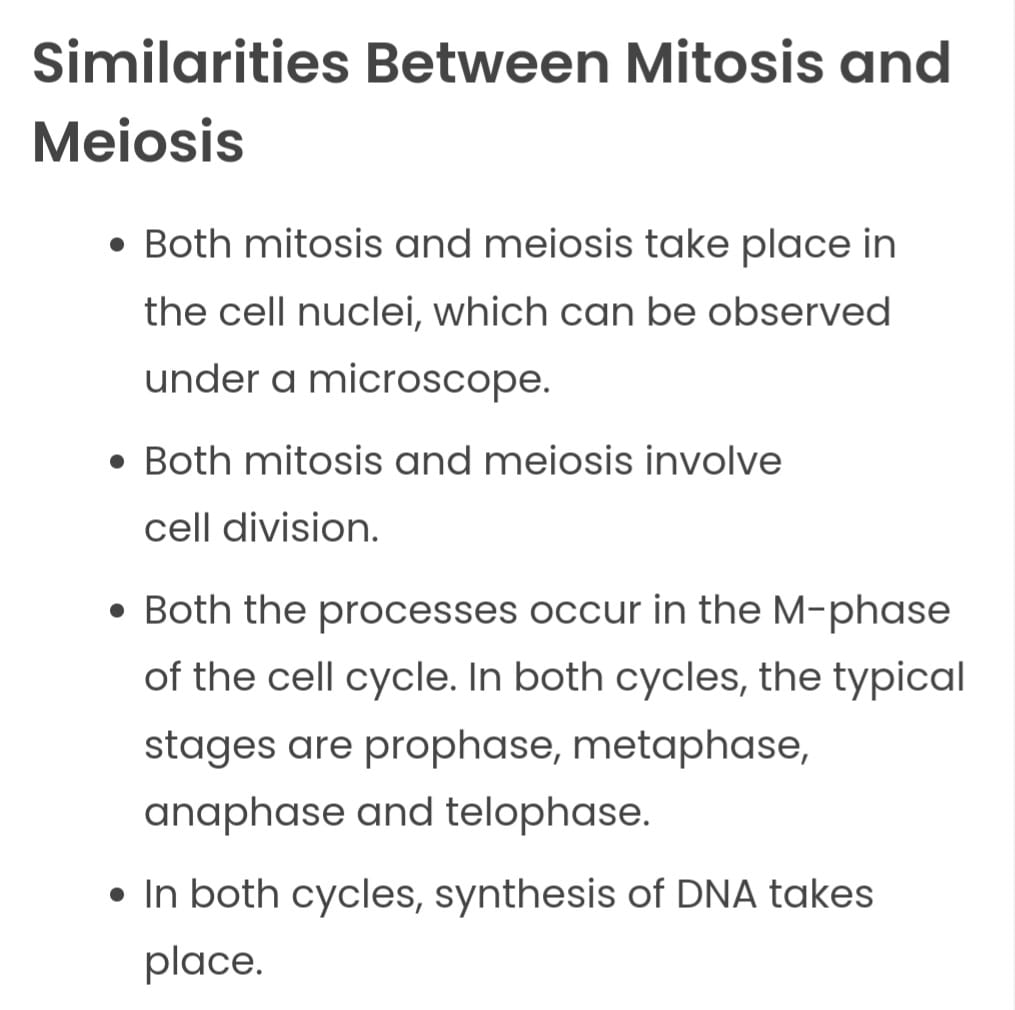 Similarities Between Mitosis and
Meiosis
• Both mitosis and meiosis take place in
the cell nuclei, which can be observed
under a microscope.
• Both mitosis and meiosis involve
cell division.
• Both the processes occur in the M-phase
of the cell cycle. In both cycles, the typical
stages are prophase, metaphase,
anaphase and telophase.
• In both cycles, synthesis of DNA takes
place.